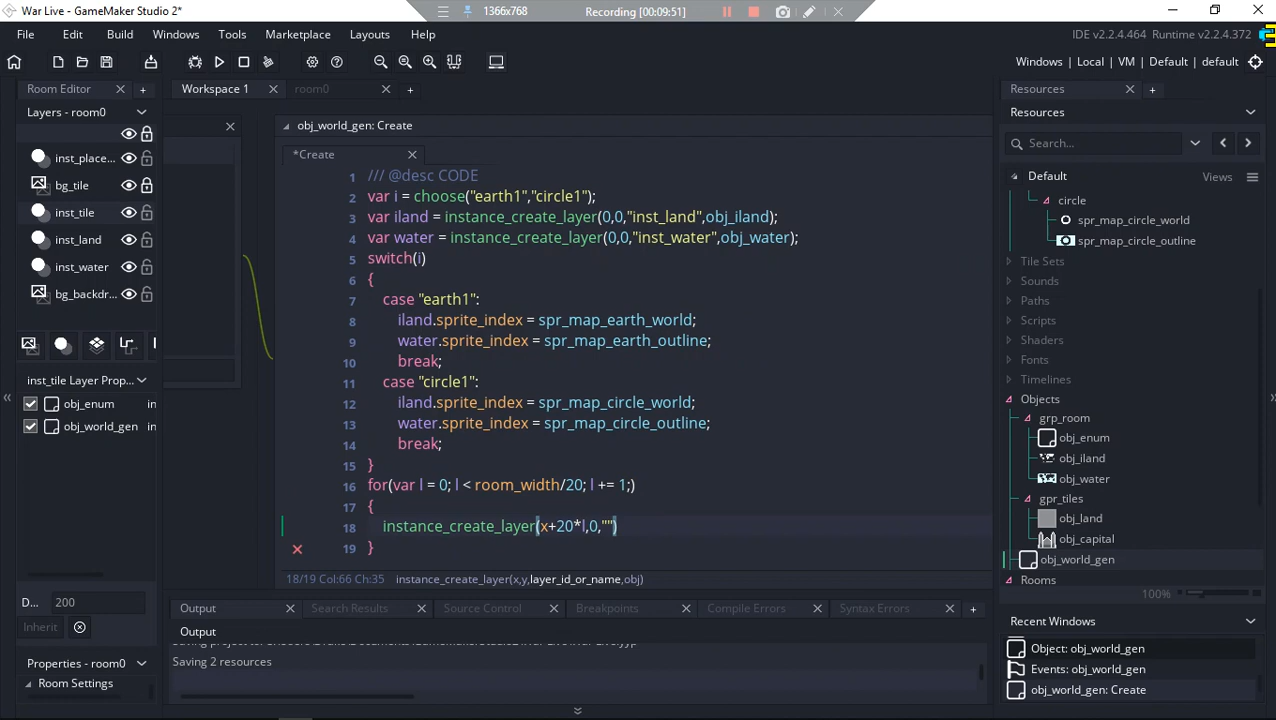 War Live - GameMaker Studio 2*
1366x768
Recording [00:09:51]
File Edit Build Windows Tools Marketplace Layouts Help
IDE v2.2.4.464 Runtime v2.2.4.372
Windows | Local | VM | Default | default
Room Editor
Workspace 1
room0
Resources
Layers - room0
Resources
obj_world_gen: Create
*Create
Search...
inst_place...
bg_tile
inst_tile
inst_land
inst_water
bg_backdr...
inst_tile Layer Prop...
obj_enum in
obj_world_gen in
D... 200
Inherit
Properties - room0
Room Settings
1 /// @desc CODE
2 var i = choose("earth1","circle1");
3 var iland = instance_create_layer(0,0,"inst_land",obj_iland);
4 var water = instance_create_layer(0,0,"inst_water",obj_water);
5 switch(i)
6 {
7 case "earth1":
8 iland.sprite_index = spr_map_earth_world;
9 water.sprite_index = spr_map_earth_outline;
10 break;
11 case "circle1":
12 iland.sprite_index = spr_map_circle_world;
13 water.sprite_index = spr_map_circle_outline;
14 break;
15 }
16 for(var l = 0; l < room_width/20; l += 1;)
17 {
18 instance_create_layer(x+20*l,0,"")
19 }
18/19 Col:66 Ch:35 instance_create_layer(x,y,layer_id_or_name,obj)
Output
Search Results
Source Control
Breakpoints
Compile Errors
Syntax Errors
Output
Saving 2 resources
Default
Views
circle
spr_map_circle_world
spr_map_circle_outline
Tile Sets
Sounds
Paths
Scripts
Shaders
Fonts
Timelines
Objects
grp_room
obj_enum
obj_iland
obj_water
gpr_tiles
obj_land
obj_capital
obj_world_gen
Rooms
100%
Recent Windows
Object: obj_world_gen
Events: obj_world_gen
obj_world_gen: Create